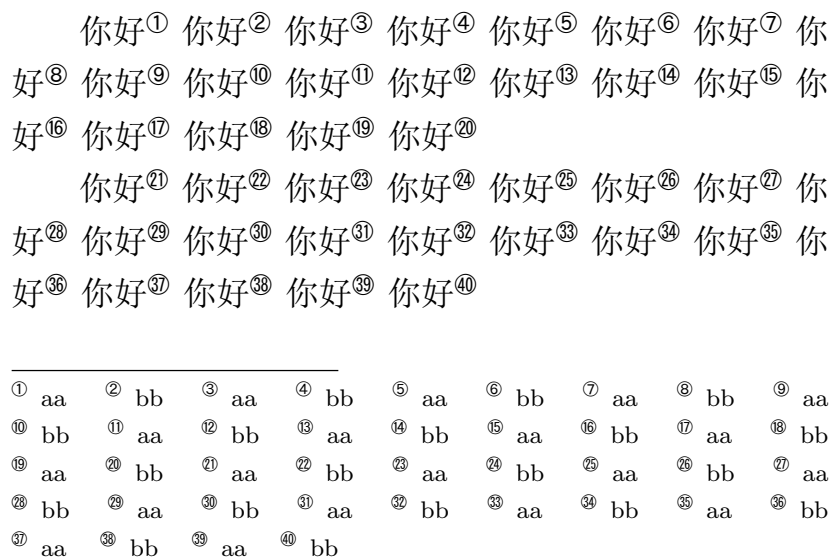 你好① 你好② 你好③ 你好④ 你好⑤ 你好⑥ 你好⑦ 你
好⑧ 你好⑨ 你好⑩ 你好⑪ 你好⑫ 你好⑬ 你好⑭ 你好⑮ 你
好⑯ 你好⑰ 你好⑱ 你好⑲ 你好⑳
你好㉑ 你好㉒ 你好㉓ 你好㉔ 你好㉕ 你好㉖ 你好㉗ 你
好㉘ 你好㉙ 你好㉚ 你好㉛ 你好㉜ 你好㉝ 你好㉞ 你好㉟ 你
好㊱ 你好㊲ 你好㊳ 你好㊴ 你好㊵
① aa ② bb ③ aa ④ bb ⑤ aa ⑥ bb ⑦ aa ⑧ bb ⑨ aa
⑩ bb ⑪ aa ⑫ bb ⑬ aa ⑭ bb ⑮ aa ⑯ bb ⑰ aa ⑱ bb
⑲ aa ⑳ bb ㉑ aa ㉒ bb ㉓ aa ㉔ bb ㉕ aa ㉖ bb ㉗ aa
㉘ bb ㉙ aa ㉚ bb ㉛ aa ㉜ bb ㉝ aa ㉞ bb ㉟ aa ㊱ bb
㊲ aa ㊳ bb ㊴ aa ㊵ bb